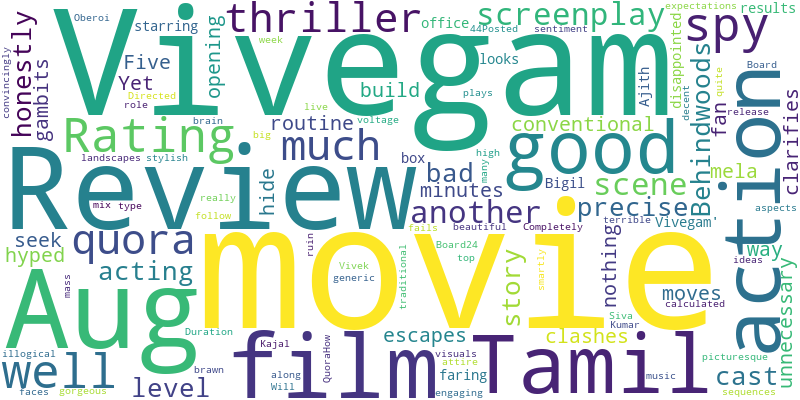 Oberoi
starring
thriller
office
44Posted
sentiment
screenplay
expectations
results
Vivegam
week
Five
opening
looks
spy
disappointed
honestly
convincingly
gambits
Yet
Directed
role
live
voltage
build
plays
Ajith
decent
quite
Board
release
Rating
brain
big
routine
high
many
conventional
Behindwoods
fan
action
clarifies
landscapes
stylish
much
box
bad
good
mela
Review
mix
type
hide
minutes
Bigil
scene
aspects
really
follow
another
precise
Vivegam'
seek
quora
ruin
fails
beautiful
Completely
terrible
way
hyped
acting
movie
Board24
top
story
smartly
nothing
ideas
unnecessary
mass
Aug
Vivek
generic
traditional
moves
calculated
Duration
escapes
clashes
Siva
Kumar
illogical
well
Kajal
film
QuoraHow
visuals
attire
Tamil
picturesque
cast
faces
gorgeous
level
brawn
along
Will
faring
engaging
music
sequences